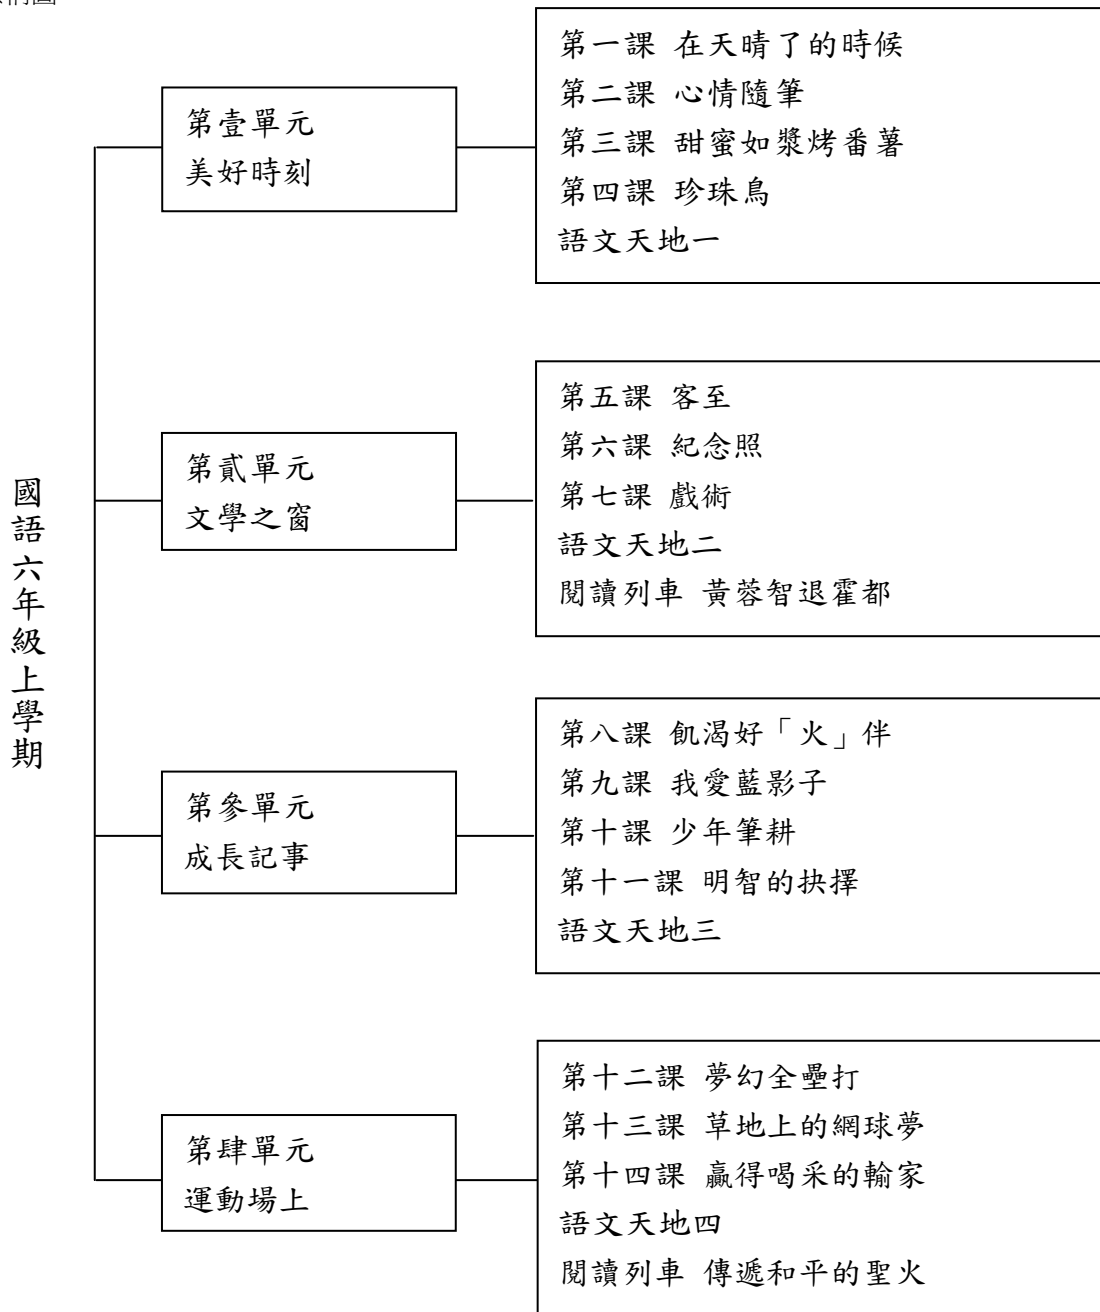 國語六年級上學期
第壹單元
美好時刻
第一課 在天晴了的時候
第二課 心情隨筆
第三課 甜蜜如漿烤番薯
第四課 珍珠鳥
語文天地一
第貳單元
文學之窗
第五課 客至
第六課 紀念照
第七課 戲術
語文天地二
閱讀列車 黃蓉智退霍都
第參單元
成長記事
第八課 飢渴好「火」伴
第九課 我愛藍影子
第十課 少年筆耕
第十一課 明智的抉擇
語文天地三
第肆單元
運動場上
第十二課 夢幻全壘打
第十三課 草地上的網球夢
第十四課 贏得喝采的輸家
語文天地四
閱讀列車 傳遞和平的聖火